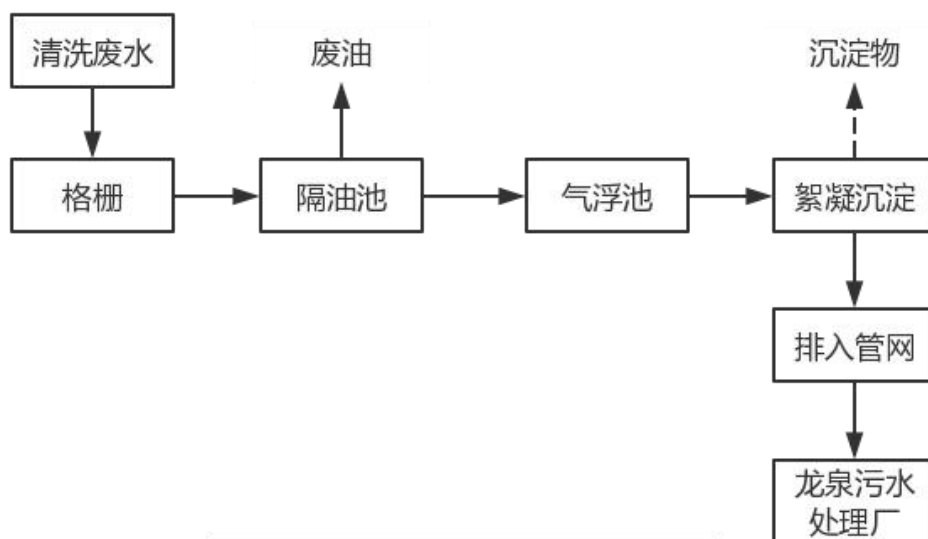 清洗废水
废油
沉淀物
格栅
隔油池
气浮池
絮凝沉淀
排入管网
龙泉污水
处理厂